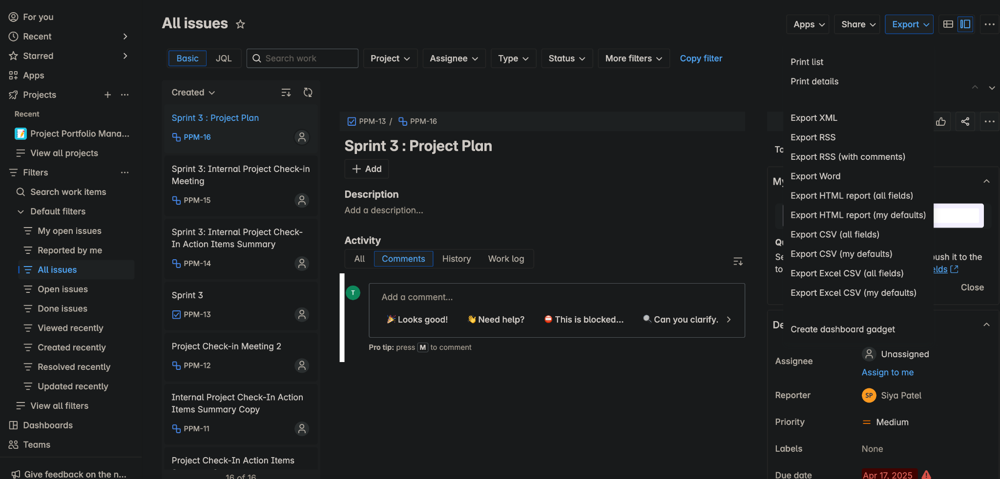 For you
Recent
Starred
Apps
Projects
Recent
Project Portfolio Mana...
View all projects
Filters
Search work items
Default filters
My open issues
Reported by me
All issues
Open issues
Done issues
Viewed recently
Created recently
Resolved recently
Updated recently
View all filters
Dashboards
Teams
Give feedback on the n...
All issues
Apps
Share
Export
Basic
JQL
Search work
Project
Assignee
Type
Status
More filters
Copy filter
Created
Sprint 3 : Project Plan
PPM-16
Sprint 3: Internal Project Check-in
Meeting
PPM-15
Sprint 3: Internal Project Check-
In Action Items Summary
PPM-14
Sprint 3
PPM-13
Project Check-in Meeting 2
PPM-12
Internal Project Check-In Action
Items Summary Copy
PPM-11
Project Check-In Action Items
16 of 16
PPM-13 / PPM-16
Sprint 3 : Project Plan
Add
Description
Add a description...
Activity
All
Comments
History
Work log
T
Add a comment...
Looks good!
Need help?
This is blocked...
Can you clarify.
Pro tip: press M to comment
Print list
Print details
Export XML
Export RSS
Export RSS (with comments)
Export Word
Export HTML report (all fields)
Export HTML report (my defaults)
Export CSV (all fields)
Export CSV (my defaults)
Export Excel CSV (all fields)
Export Excel CSV (my defaults)
Create dashboard gadget
To
My
Qu
Se
push it to the
to
elds
Close
De
Assignee
Unassigned
Assign to me
Reporter
SP
Siya Patel
Priority
Medium
Labels
None
Due date
Apr 17, 2025